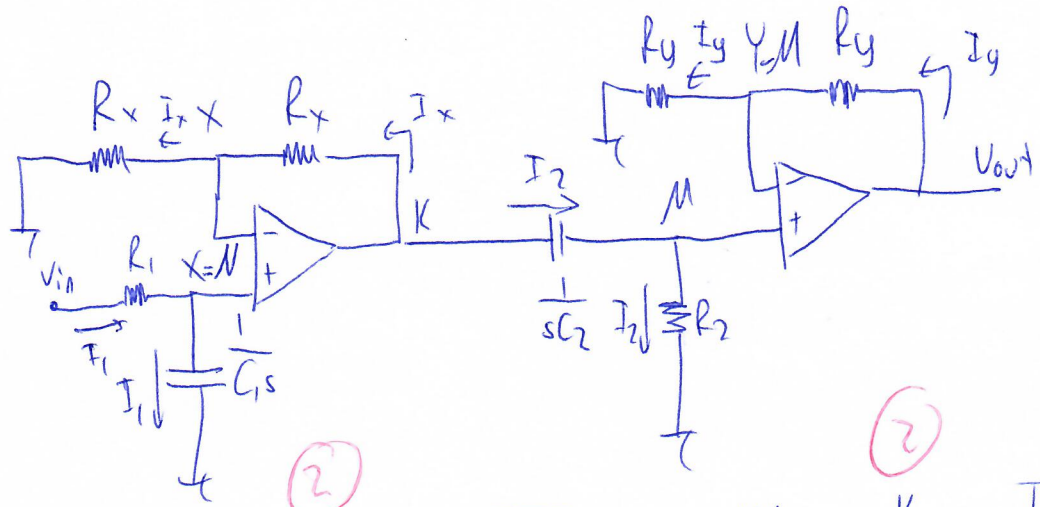 Ry Iy Y=M Ry Iy
Rx Ix X Rx Ix
Vout
I2
K
M
−
+
R1 X=N
−
+
Vin
I1
1/C1s
I1
1/sC2
I2 R2
2
2